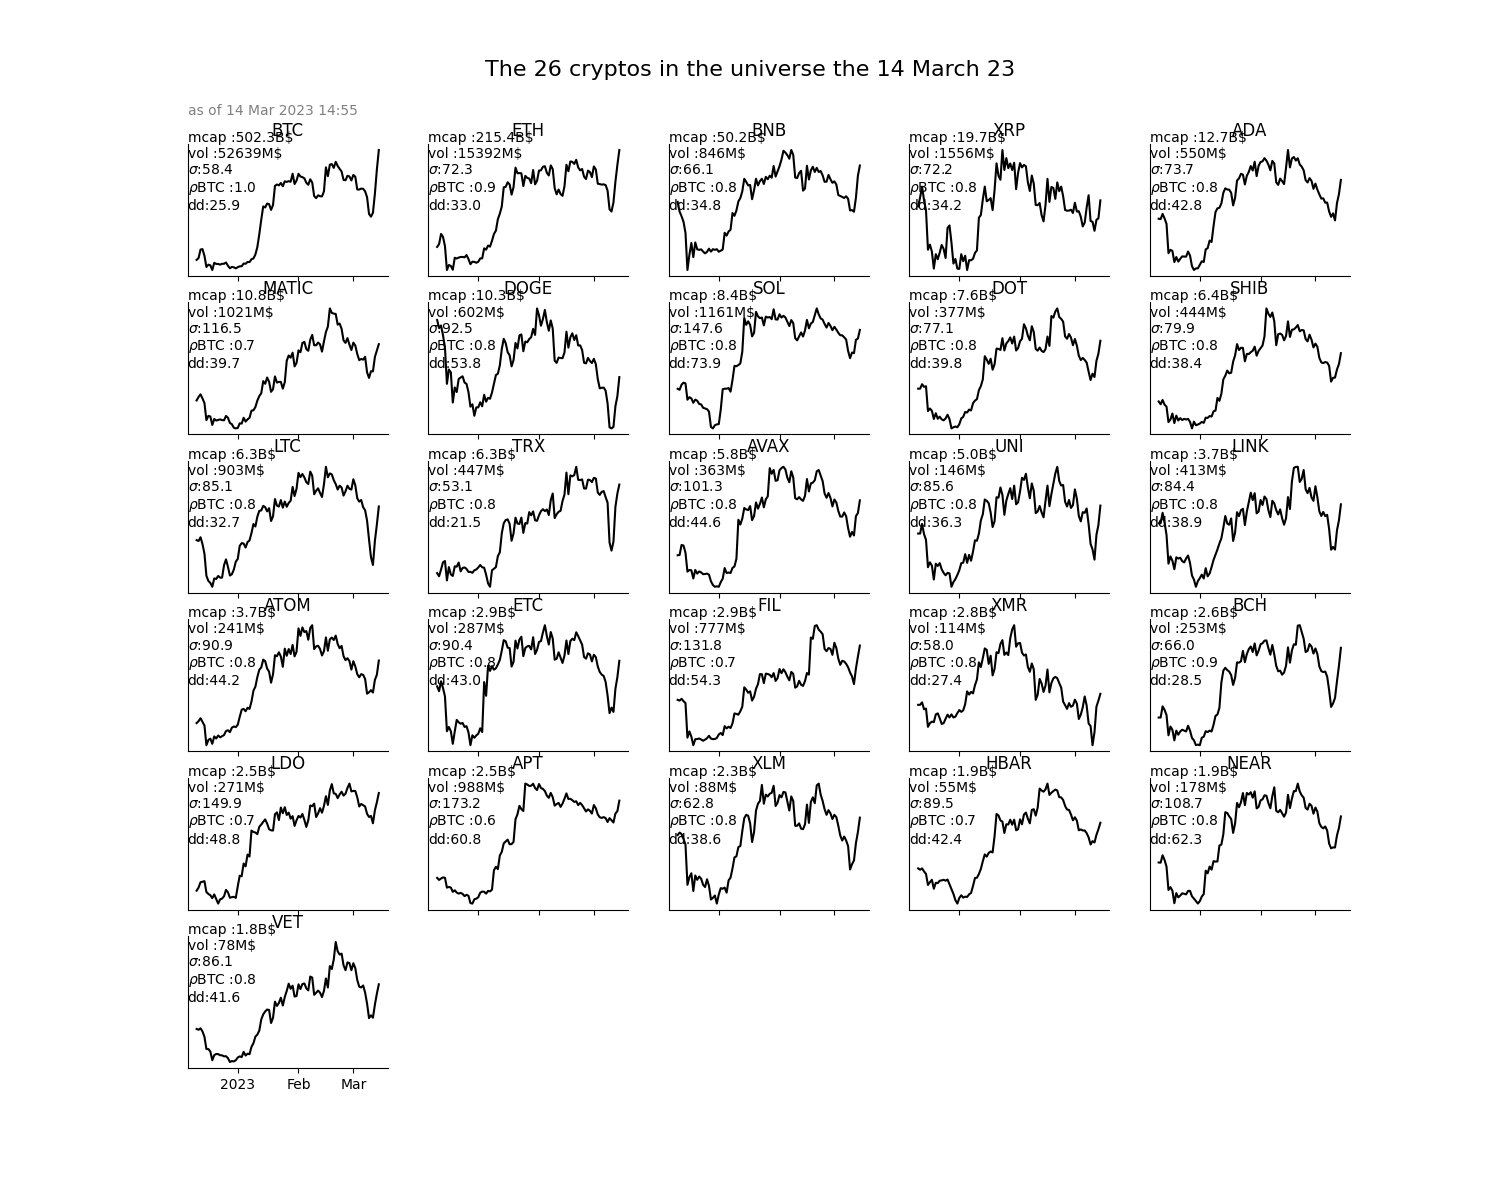 The 26 cryptos in the universe the 14 March 23
as of 14 Mar 2023 14:55
BTC
mcap :502.3B$
vol :52639M$
σ:58.4
ρBTC :1.0
dd:25.9
ETH
mcap :215.4B$
vol :15392M$
σ:72.3
ρBTC :0.9
dd:33.0
BNB
mcap :50.2B$
vol :846M$
σ:66.1
ρBTC :0.8
dd:34.8
XRP
mcap :19.7B$
vol :1556M$
σ:72.2
ρBTC :0.8
dd:34.2
ADA
mcap :12.7B$
vol :550M$
σ:73.7
ρBTC :0.8
dd:42.8
MATIC
mcap :10.8B$
vol :1021M$
σ:116.5
ρBTC :0.7
dd:39.7
DOGE
mcap :10.3B$
vol :602M$
σ:92.5
ρBTC :0.8
dd:53.8
SOL
mcap :8.4B$
vol :1161M$
σ:147.6
ρBTC :0.8
dd:73.9
DOT
mcap :7.6B$
vol :377M$
σ:77.1
ρBTC :0.8
dd:39.8
SHIB
mcap :6.4B$
vol :444M$
σ:79.9
ρBTC :0.8
dd:38.4
LTC
mcap :6.3B$
vol :903M$
σ:85.1
ρBTC :0.8
dd:32.7
TRX
mcap :6.3B$
vol :447M$
σ:53.1
ρBTC :0.8
dd:21.5
AVAX
mcap :5.8B$
vol :363M$
σ:101.3
ρBTC :0.8
dd:44.6
UNI
mcap :5.0B$
vol :146M$
σ:85.6
ρBTC :0.8
dd:36.3
LINK
mcap :3.7B$
vol :413M$
σ:84.4
ρBTC :0.8
dd:38.9
ATOM
mcap :3.7B$
vol :241M$
σ:90.9
ρBTC :0.8
dd:44.2
ETC
mcap :2.9B$
vol :287M$
σ:90.4
ρBTC :0.8
dd:43.0
FIL
mcap :2.9B$
vol :777M$
σ:131.8
ρBTC :0.7
dd:54.3
XMR
mcap :2.8B$
vol :114M$
σ:58.0
ρBTC :0.8
dd:27.4
BCH
mcap :2.6B$
vol :253M$
σ:66.0
ρBTC :0.9
dd:28.5
LDO
mcap :2.5B$
vol :271M$
σ:149.9
ρBTC :0.7
dd:48.8
APT
mcap :2.5B$
vol :988M$
σ:173.2
ρBTC :0.6
dd:60.8
XLM
mcap :2.3B$
vol :88M$
σ:62.8
ρBTC :0.8
dd:38.6
HBAR
mcap :1.9B$
vol :55M$
σ:89.5
ρBTC :0.7
dd:42.4
NEAR
mcap :1.9B$
vol :178M$
σ:108.7
ρBTC :0.8
dd:62.3
VET
mcap :1.8B$
vol :78M$
σ:86.1
ρBTC :0.8
dd:41.6
2023 Feb Mar